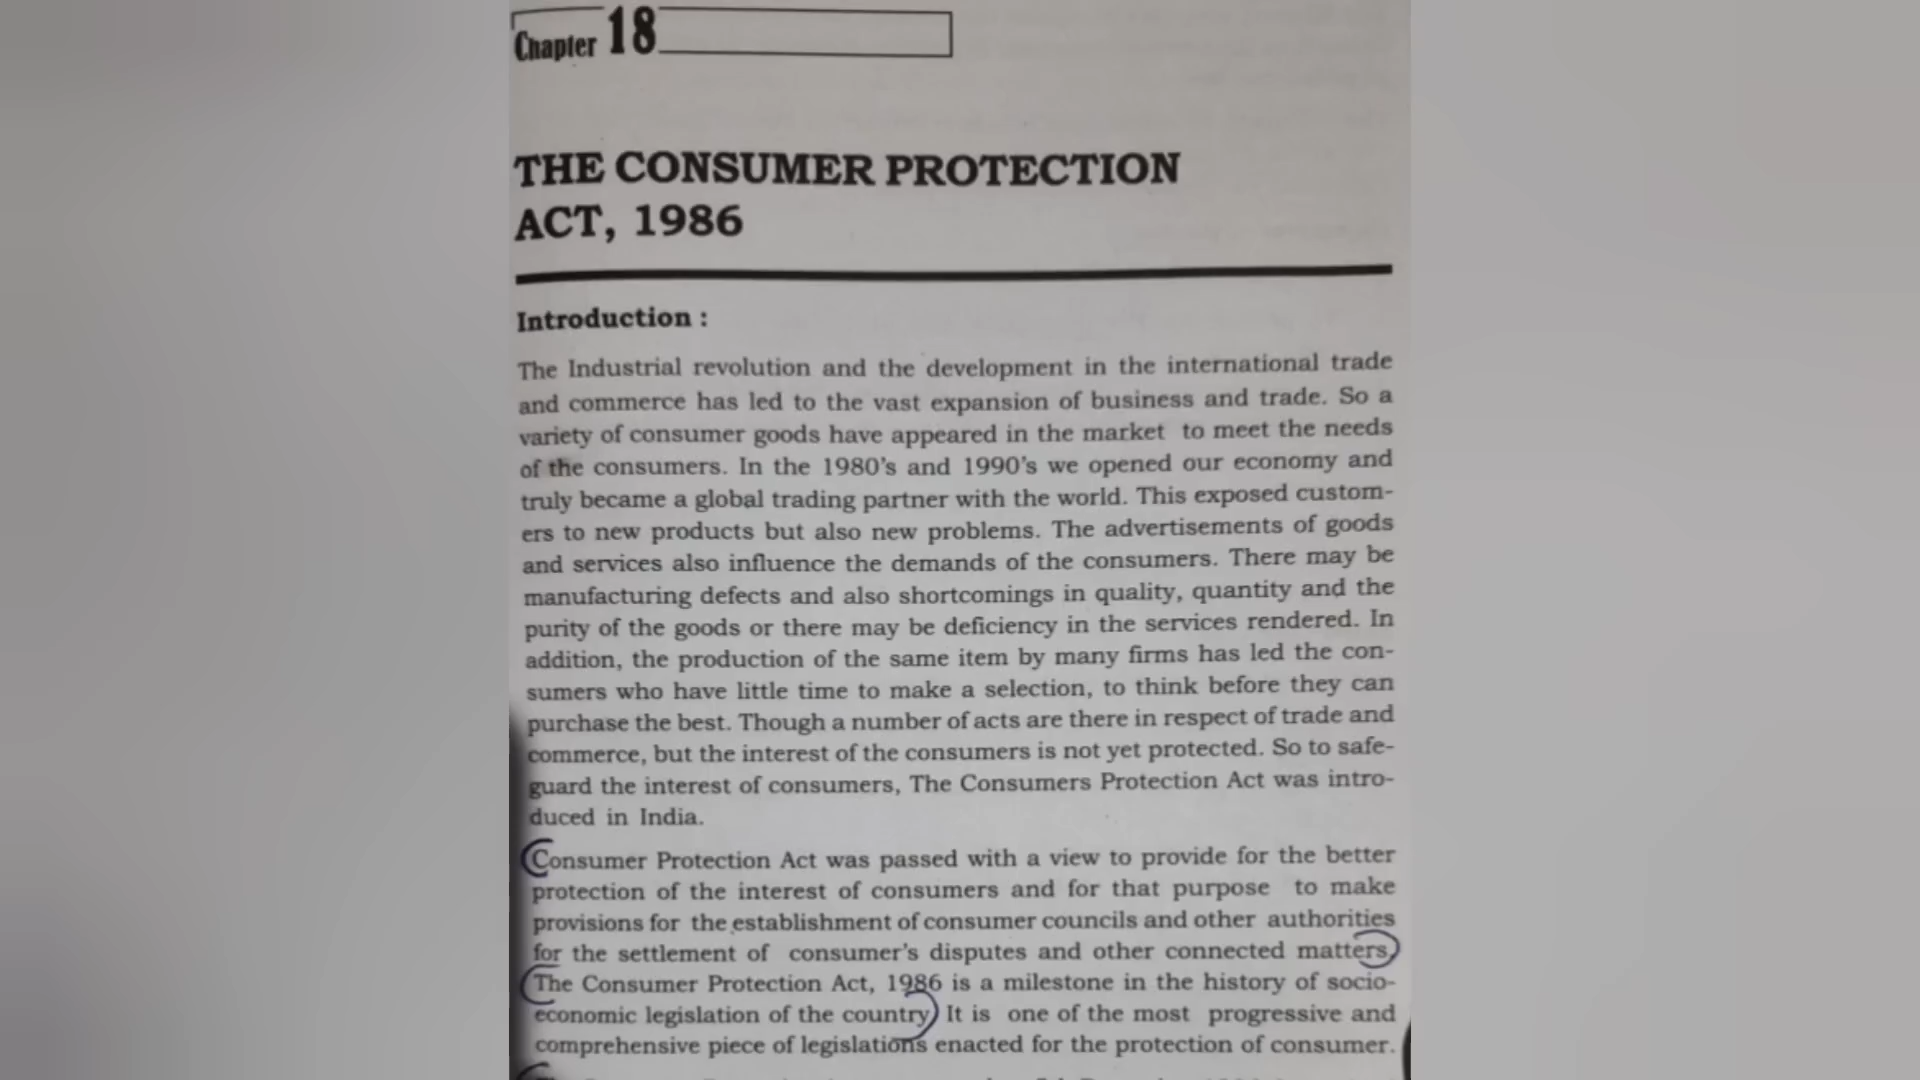 Chapter 18
THE CONSUMER PROTECTION
ACT, 1986
Introduction :
The Industrial revolution and the development in the international trade
and commerce has led to the vast expansion of business and trade. So a
variety of consumer goods have appeared in the market to meet the needs
of the consumers. In the 1980's and 1990's we opened our economy and
truly became a global trading partner with the world. This exposed custom-
ers to new products but also new problems. The advertisements of goods
and services also influence the demands of the consumers. There may be
manufacturing defects and also shortcomings in quality, quantity and the
purity of the goods or there may be deficiency in the services rendered. In
addition, the production of the same item by many firms has led the con-
sumers who have little time to make a selection, to think before they can
purchase the best. Though a number of acts are there in respect of trade and
commerce, but the interest of the consumers is not yet protected. So to safe-
guard the interest of consumers, The Consumers Protection Act was intro-
duced in India.
Consumer Protection Act was passed with a view to provide for the better
protection of the interest of consumers and for that purpose to make
provisions for the establishment of consumer councils and other authorities
for the settlement of consumer's disputes and other connected matters.
The Consumer Protection Act, 1986 is a milestone in the history of socio-
economic legislation of the country. It is one of the most progressive and
comprehensive piece of legislations enacted for the protection of consumer.